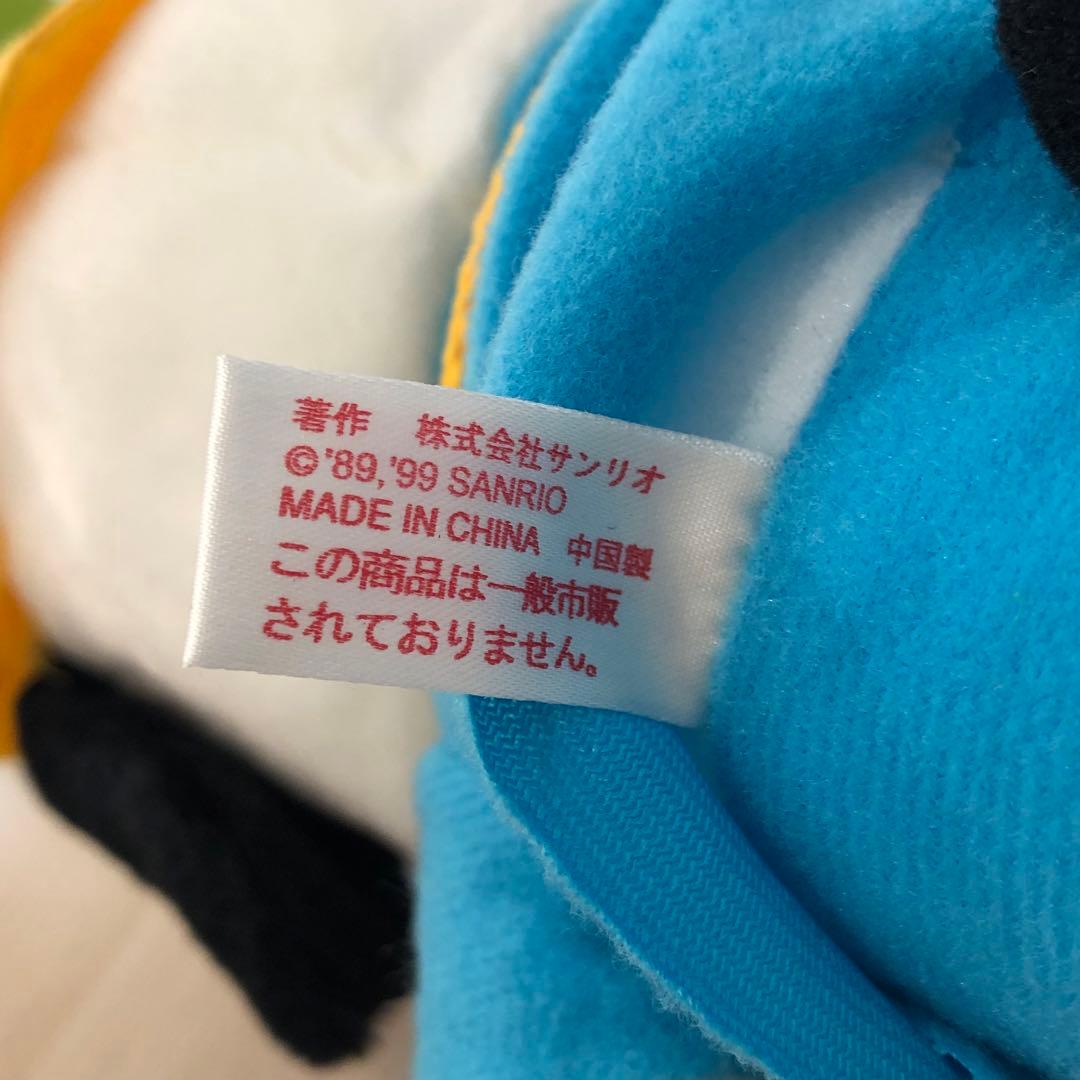 著作 株式会社サンリオ
©'89,'99 SANRIO
MADE IN CHINA 中国製
この商品は一般市販
されておりません。